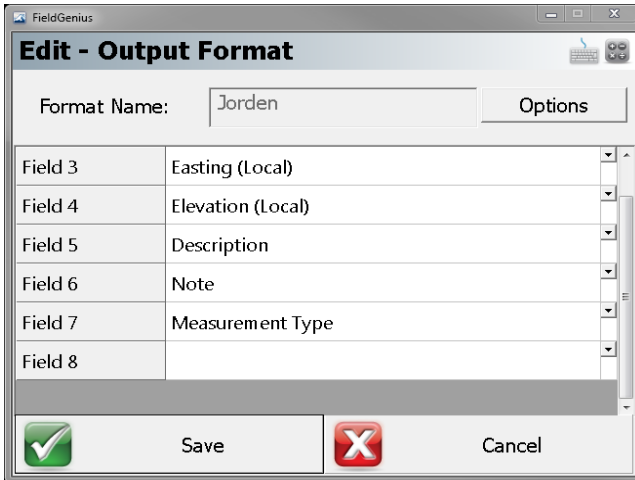 FieldGenius
Edit - Output Format
Format Name: Jorden Options
Field 3 Easting (Local)
Field 4 Elevation (Local)
Field 5 Description
Field 6 Note
Field 7 Measurement Type
Field 8
Save Cancel